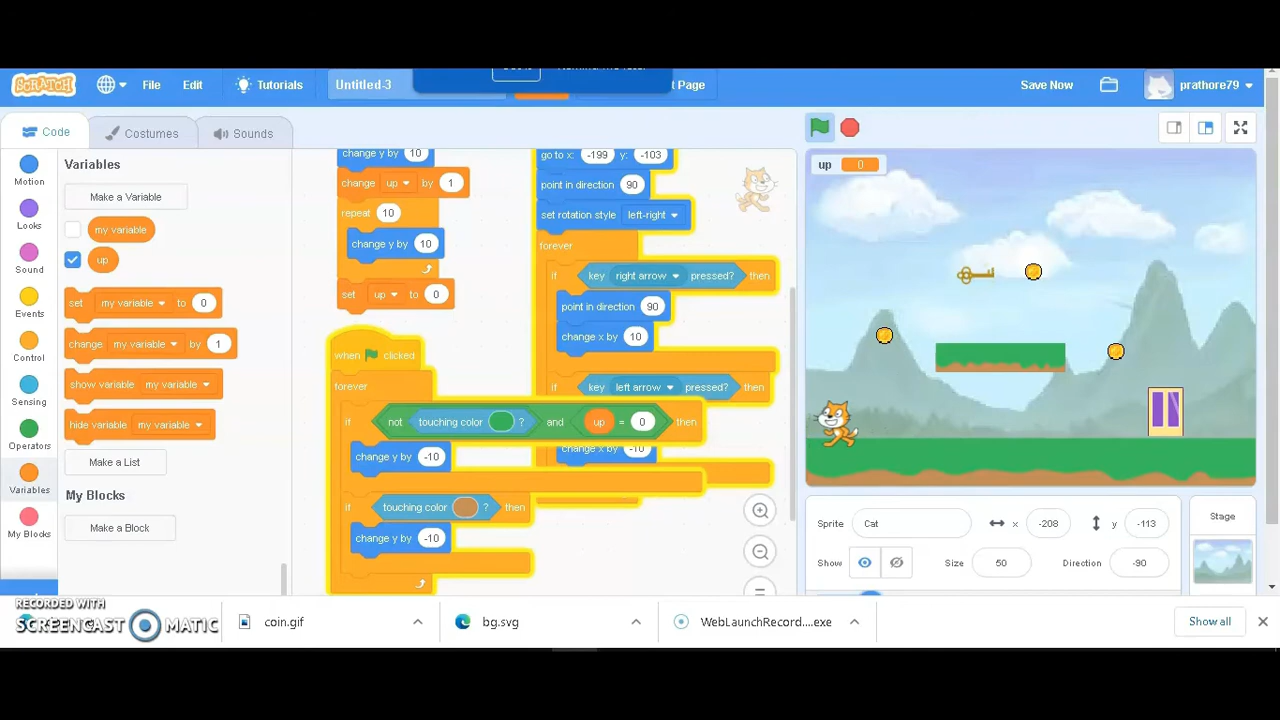 SCRATCH File Edit Tutorials Untitled-3 Page Save Now prathore79
Code Costumes Sounds
Motion
Looks
Sound
Events
Control
Sensing
Operators
Variables
My Blocks
Variables
Make a Variable
my variable
up
set my variable to 0
change my variable by 1
show variable my variable
hide variable my variable
Make a List
My Blocks
Make a Block
change y by 10
change up by 1
repeat 10
change y by 10
set up to 0
when clicked
forever
if not touching color ? and up = 0 then
change y by -10
if touching color ? then
change y by -10
go to x: -199 y: -103
point in direction 90
set rotation style left-right
forever
if key right arrow pressed? then
point in direction 90
change x by 10
if key left arrow pressed? then
change x by -10
up 0
Sprite Cat x -208 y -113
Show Size 50 Direction -90
Stage
RECORDED WITH
SCREENCAST MATIC
coin.gif
bg.svg
WebLaunchRecord....exe
Show all